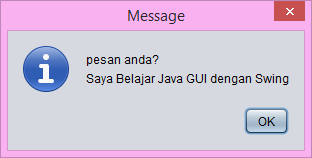 Message
pesan anda?
Saya Belajar Java GUI dengan Swing
OK